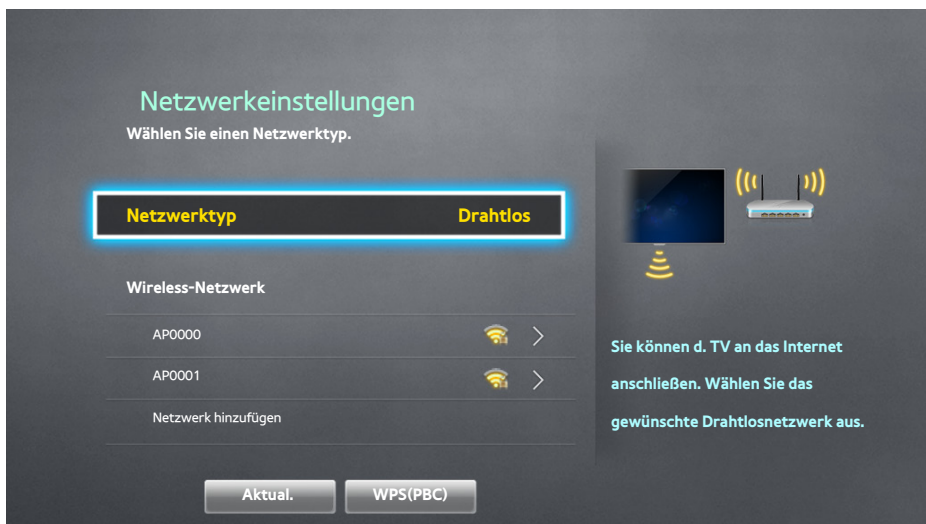 Netzwerkeinstellungen
Wählen Sie einen Netzwerktyp.
Netzwerktyp Drahtlos
Wireless-Netzwerk
AP0000
AP0001
Netzwerk hinzufügen
Aktual. WPS(PBC)
Sie können d. TV an das Internet
anschließen. Wählen Sie das
gewünschte Drahtlosnetzwerk aus.